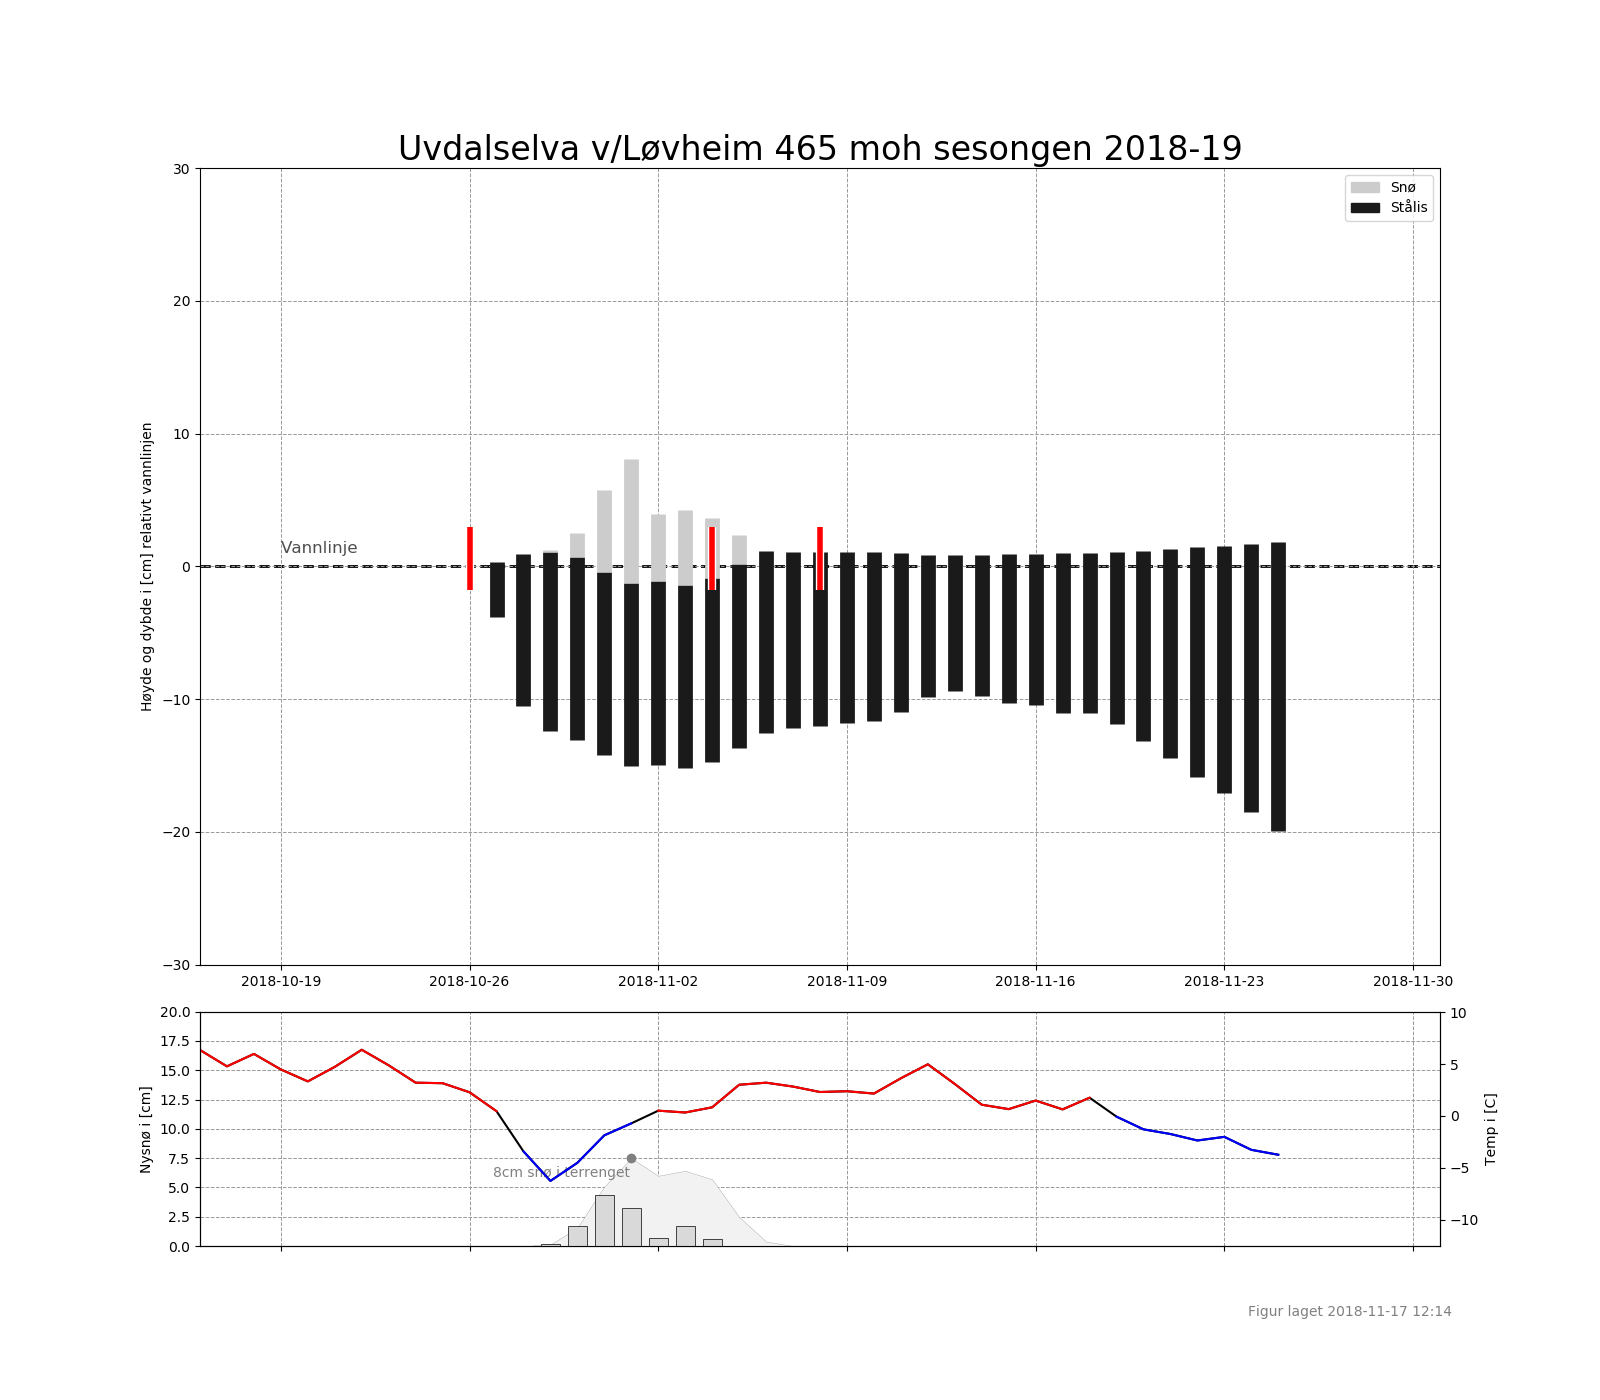 Uvdalselva v/Løvheim 465 moh sesongen 2018-19
30
20
10
0
−10
−20
−30
Høyde og dybde i [cm] relativt vannlinjen
Vannlinje
Snø
Stålis
2018-10-19 2018-10-26 2018-11-02 2018-11-09 2018-11-16 2018-11-23 2018-11-30
20.0
17.5
15.0
12.5
10.0
7.5
5.0
2.5
0.0
Nysnø i [cm]
8cm snø i terrenget
10
5
0
−5
−10
Temp i [C]
Figur laget 2018-11-17 12:14